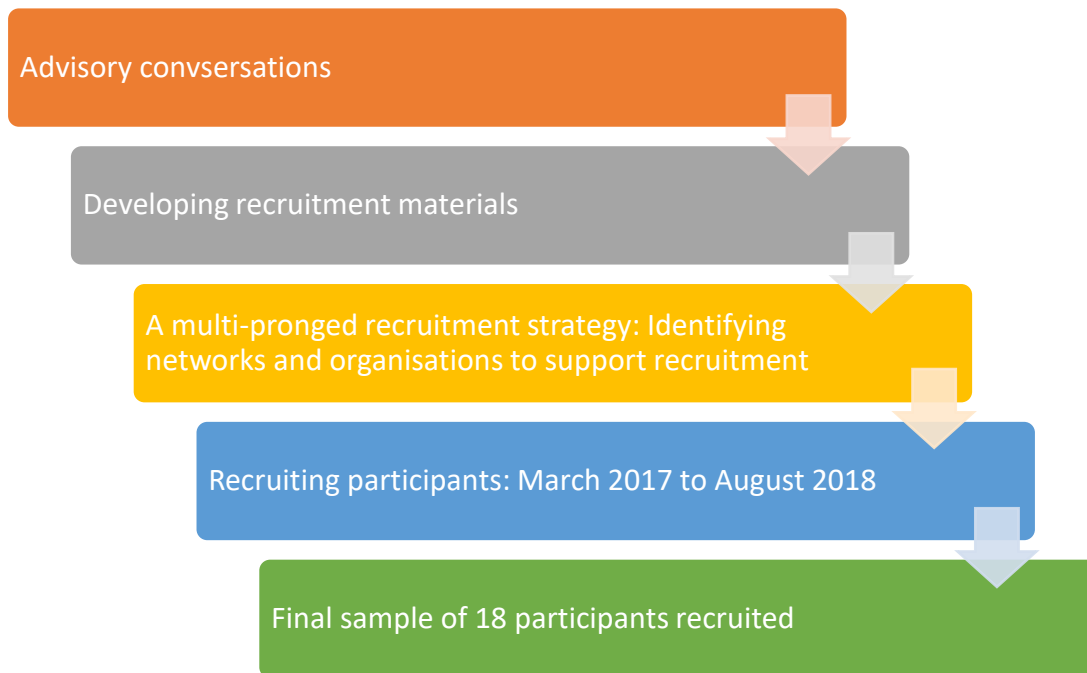 Advisory convsersations
Developing recruitment materials
A multi-pronged recruitment strategy: Identifying
networks and organisations to support recruitment
Recruiting participants: March 2017 to August 2018
Final sample of 18 participants recruited